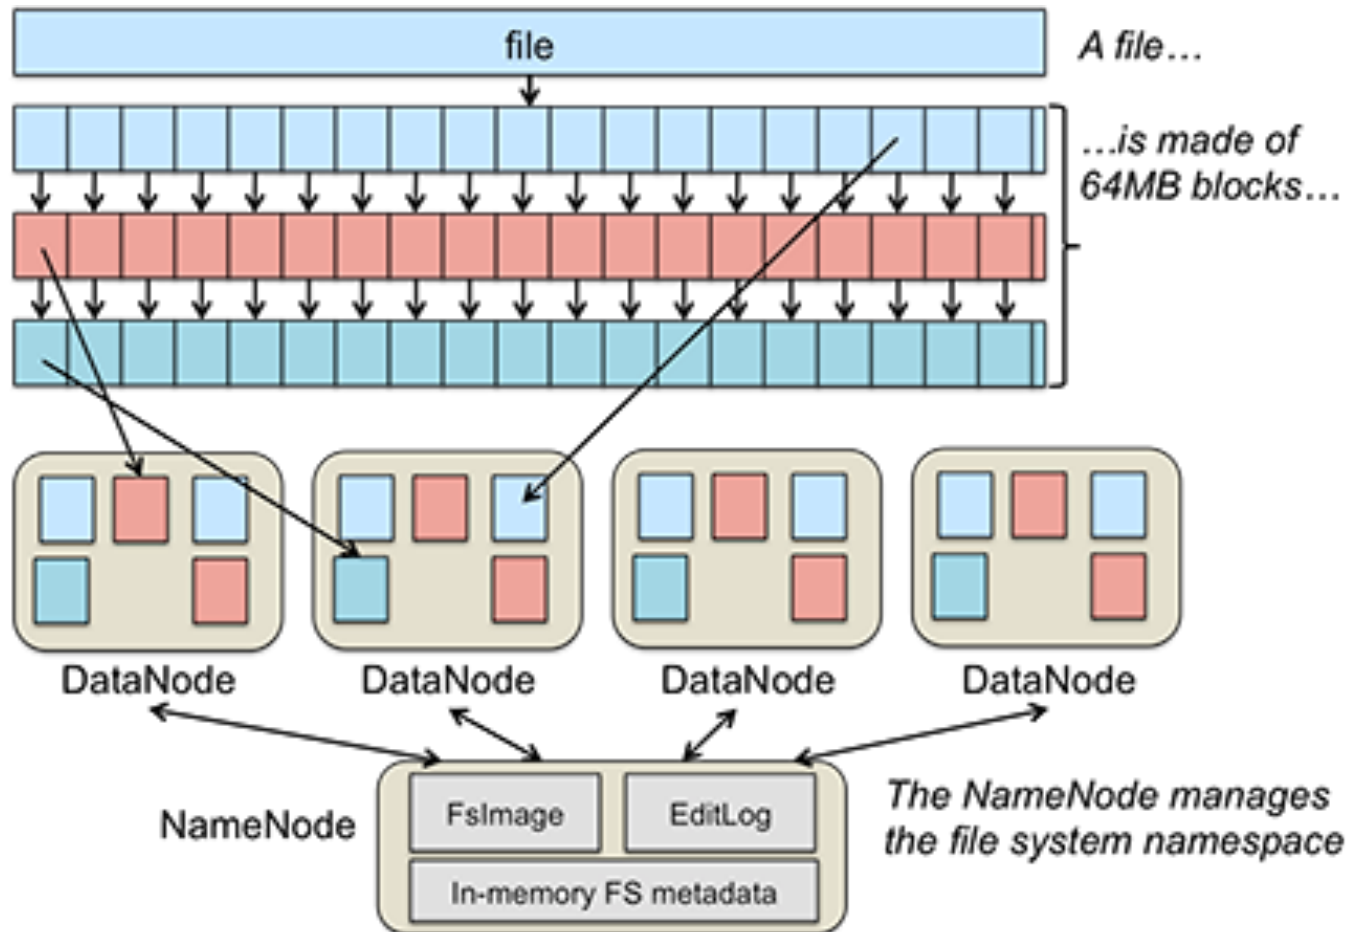 file
A file...
...is made of
64MB blocks...
DataNode
DataNode
DataNode
DataNode
NameNode
FsImage
EditLog
In-memory FS metadata
The NameNode manages
the file system namespace